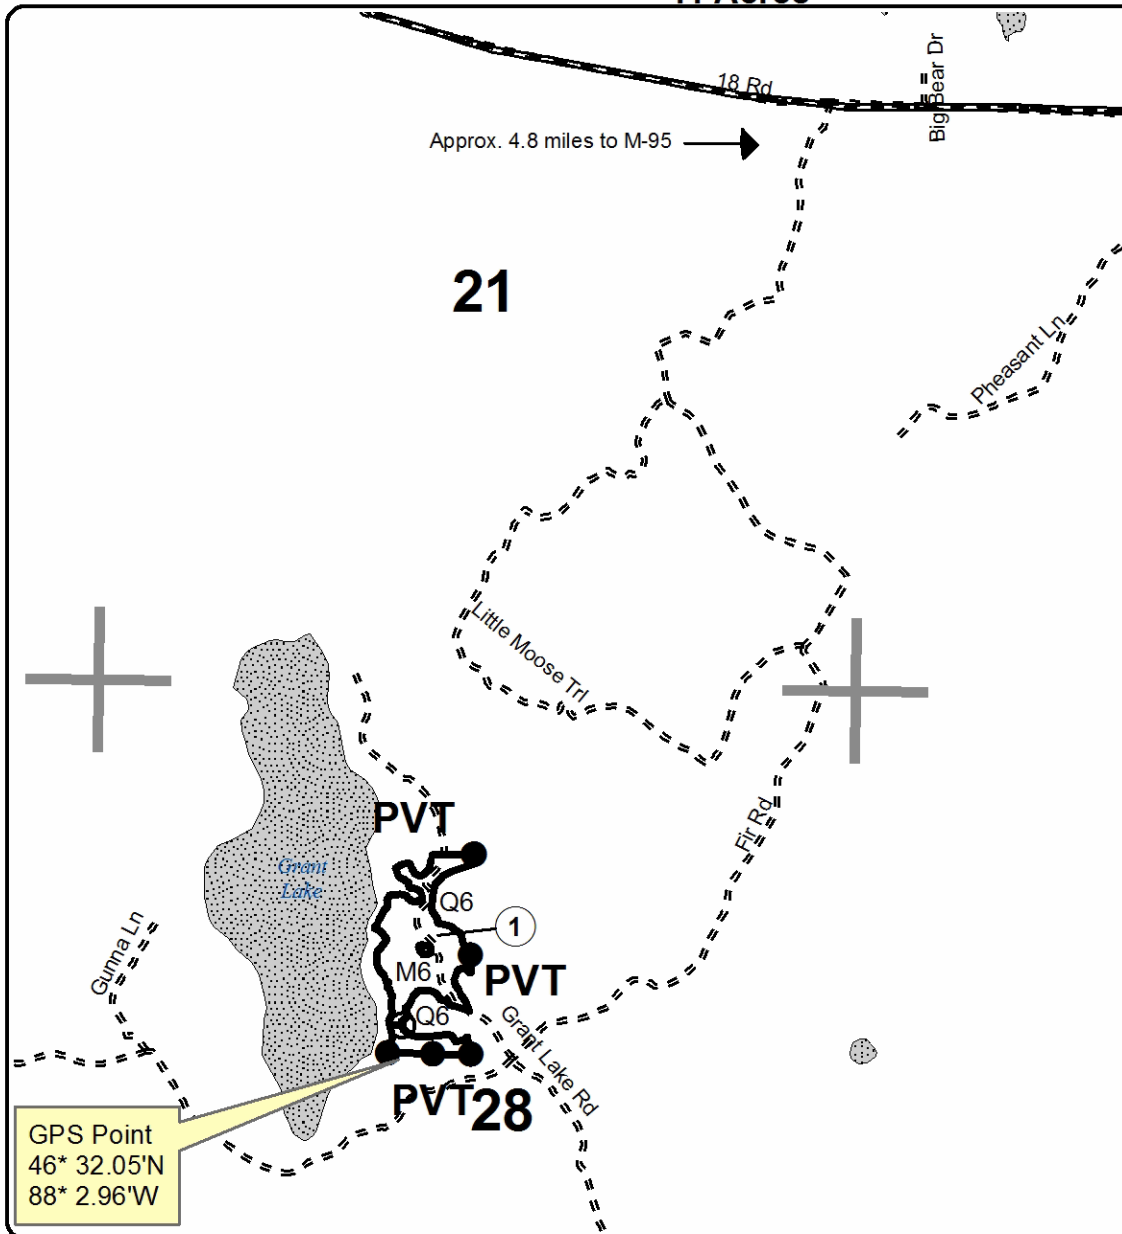 18 Rd
Big Bear Dr
Approx. 4.8 miles to M-95
21
Pheasant Ln
Little Moose Trl
PVT
Fir Rd
Grant
Lake
Q6
1
Gunna Ln
M6
PVT
Q6
Grant Lake Rd
PVT
28
GPS Point
46* 32.05'N
88* 2.96'W